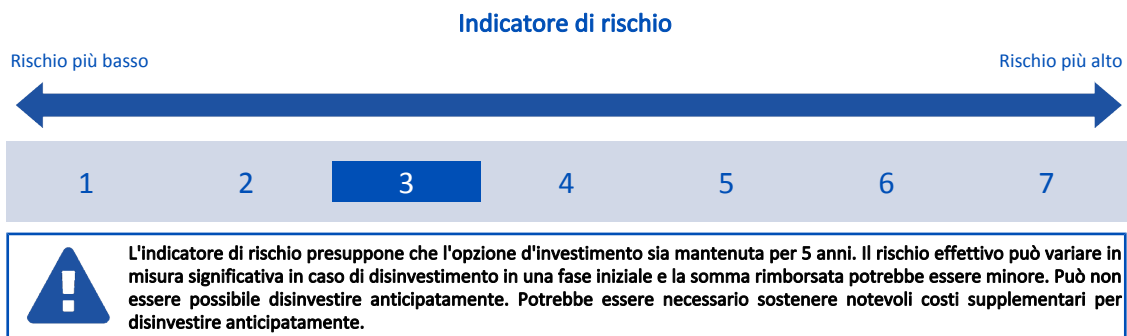 Indicatore di rischio
Rischio più basso
Rischio più alto
1 2 3 4 5 6 7
L'indicatore di rischio presuppone che l'opzione d'investimento sia mantenuta per 5 anni. Il rischio effettivo può variare in
misura significativa in caso di disinvestimento in una fase iniziale e la somma rimborsata potrebbe essere minore. Può non
essere possibile disinvestire anticipatamente. Potrebbe essere necessario sostenere notevoli costi supplementari per
disinvestire anticipatamente.